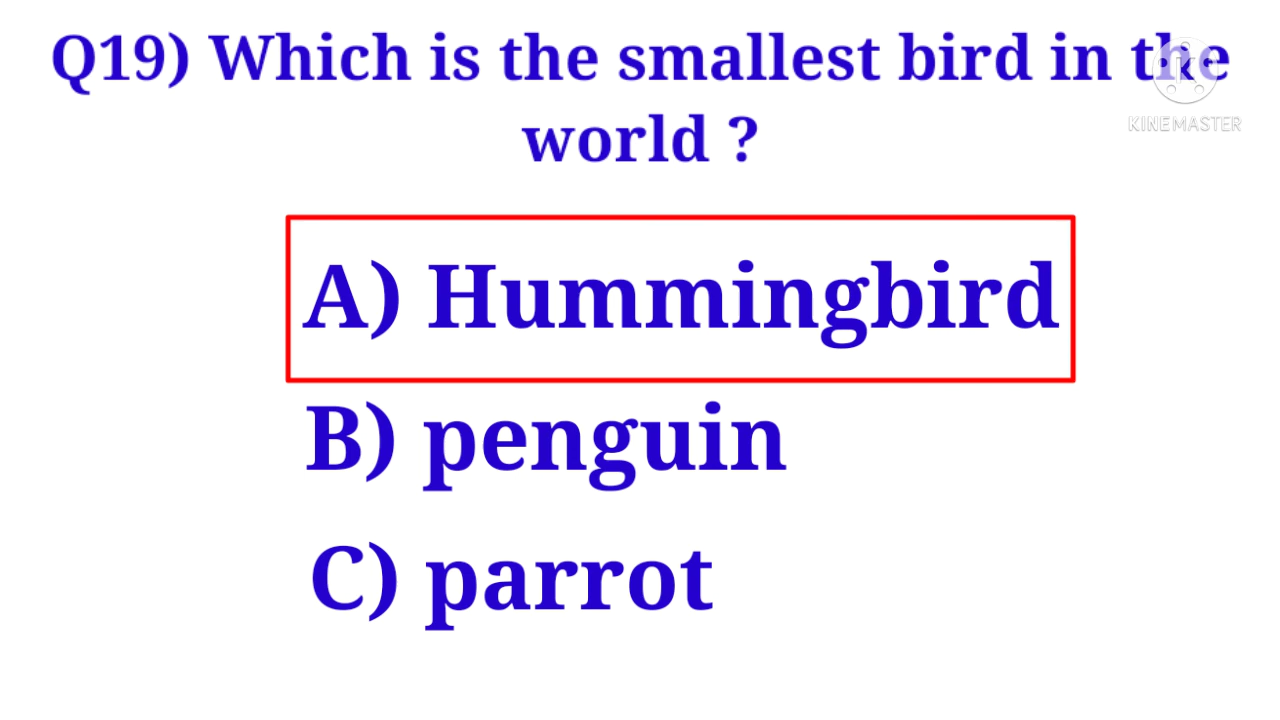 Q19) Which is the smallest bird in the
world ?
KINEMASTER
A) Hummingbird
B) penguin
C) parrot